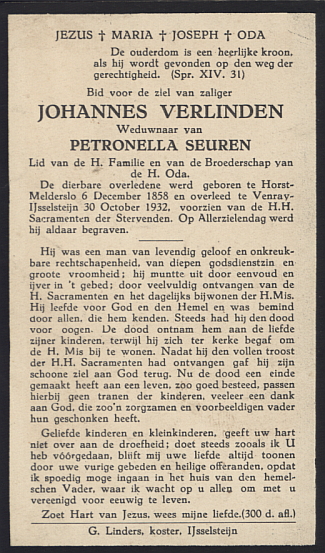 JEZUS † MARIA † JOSEPH † ODA
De ouderdom is een heerlijke kroon,
als hij wordt gevonden op den weg der
gerechtigheid. (Spr. XIV. 31)
Bid voor de ziel van zaliger
JOHANNES VERLINDEN
Weduwnaar van
PETRONELLA SEUREN
Lid van de H. Familie en van de Broederschap van
de H. Oda.
De dierbare overledene werd geboren te Horst-
Melderslo 6 December 1858 en overleed te Venray-
IJsselsteijn 30 October 1932, voorzien van de H.H.
Sacramenten der Stervenden. Op Allerzielendag werd
hij aldaar begraven.
Hij was een man van levendig geloof en onkreuk-
bare rechtschapenheid, van diepen godsdienstzin en
groote vroomheid; hij muntte uit door eenvoud en
ijver in 't gebed; door veelvuldig ontvangen van de
H. Sacramenten en het dagelijks bijwonen der H.Mis.
Hij leefde voor God en den Hemel en was bemind
door allen, die hem kenden. Steeds had hij den dood
voor oogen. De dood ontnam hem aan de liefde
zijner kinderen, terwijl hij zich ter kerke begaf om
de H. Mis bij te wonen. Nadat hij den vollen troost
der H.H. Sacramenten had ontvangen gaf hij zijn
schoone ziel aan God terug. Nu de dood een einde
heeft gemaakt aan een leven, zoo goed besteed, passen
hierbij geen tranen der kinderen, veeleer een dank
aan God, die zoo'n zorgzamen en voorbeeldigen vader
hun geschonken heeft.
Geliefde kinderen en kleinkinderen, geeft uw hart
niet over aan de droefheid; doet steeds zooals ik U
heb vóórgedaan, blijft mij uwe liefde altijd toonen
door uwe vurige gebeden en heilige offeranden, opdat
ik spoedig moge ingaan in het huis van den hemel-
schen Vader, waar ik wacht op u allen om met u
vereenigd voor eeuwig te zijn.
Zoet Hart van Jezus, wees mijne liefde.(300 d. afl.)
G. Linders, koster, IJsselsteijn